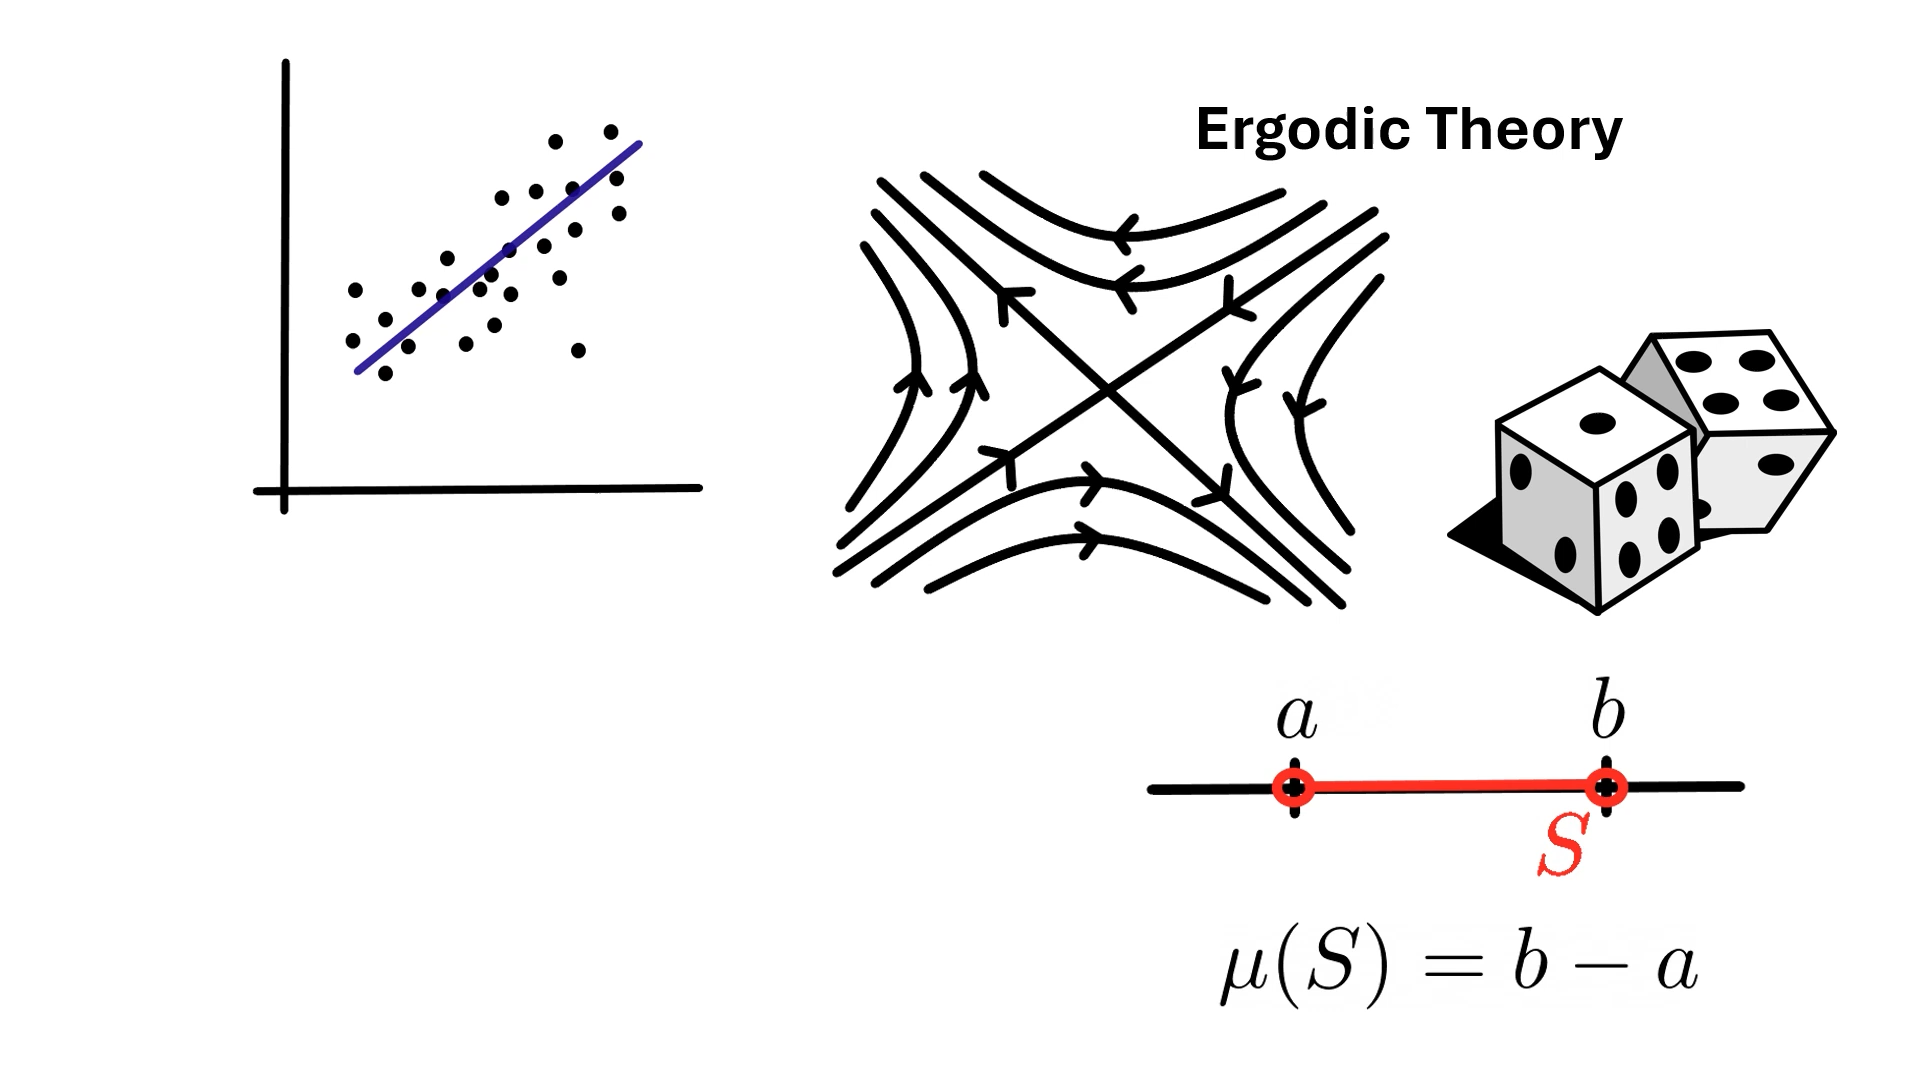 Ergodic Theory
a b
S
μ(S) = b − a